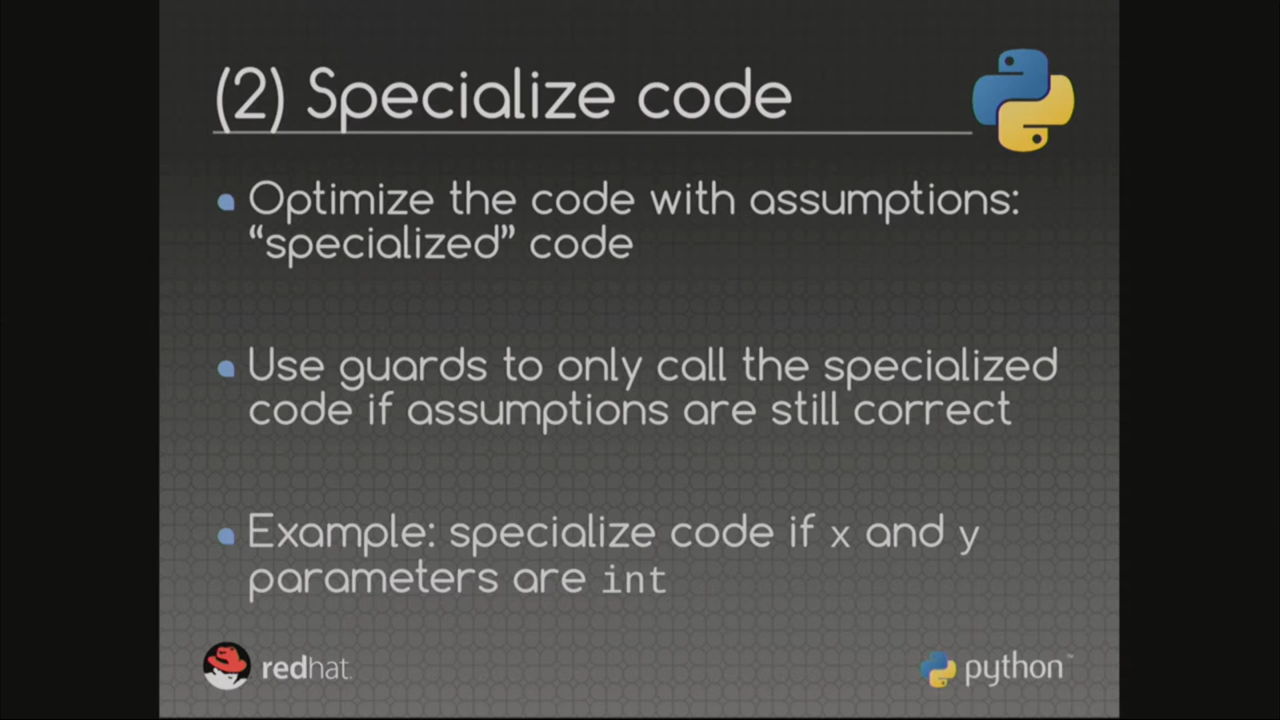 (2) Specialize code
Optimize the code with assumptions:
“specialized” code
Use guards to only call the specialized
code if assumptions are still correct
Example: specialize code if x and y
parameters are int
redhat.
python™